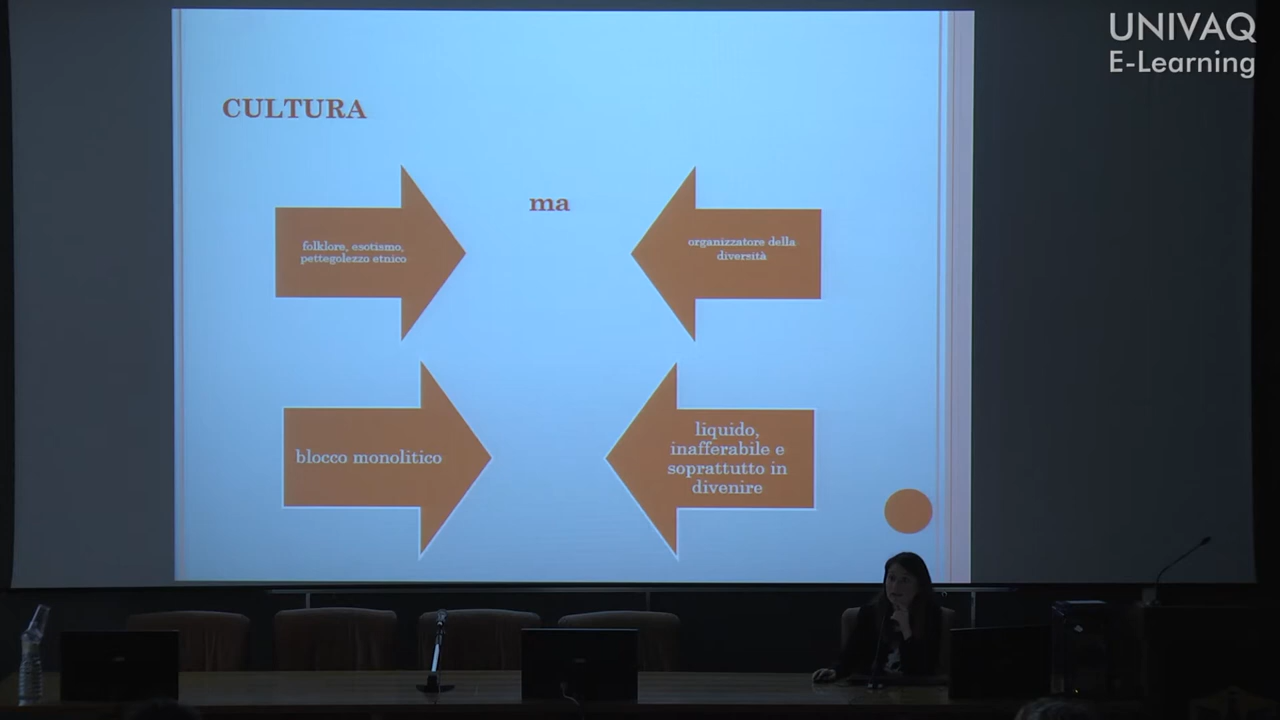 UNIVAQ
E-Learning
CULTURA
ma
folklore, esotismo,
pettegolezzo etnico
organizzatore della
diversità
blocco monolitico
liquido,
inafferabile e
soprattutto in
divenire